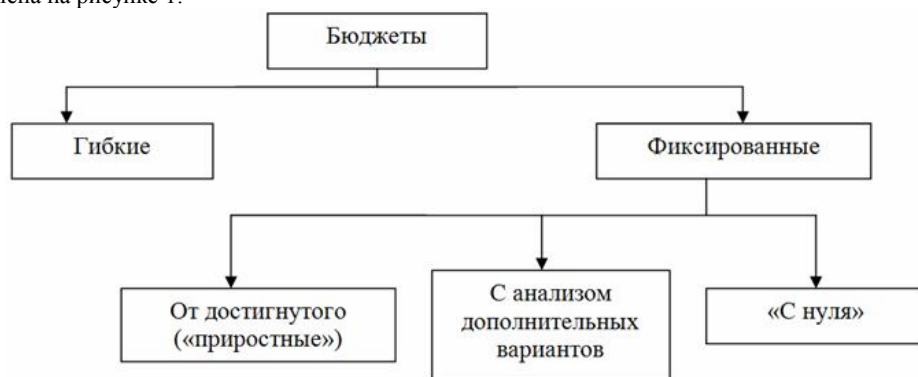 Бюджеты
Гибкие
Фиксированные
От достигнутого
(«приростные»)
С анализом
дополнительных
вариантов
«С нуля»